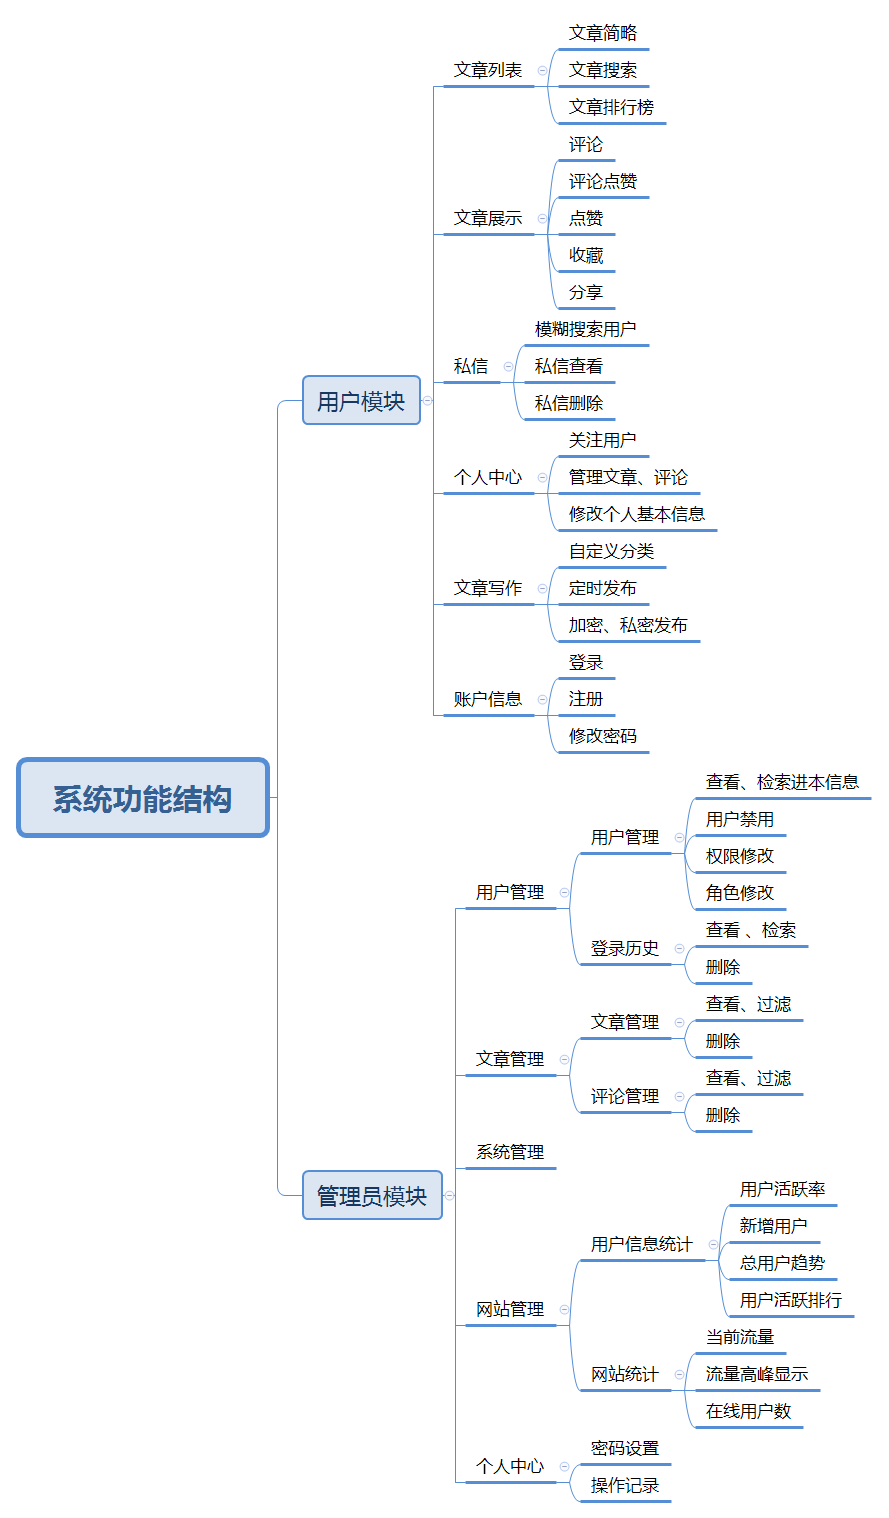 系统功能结构
用户模块
文章列表
文章简略
文章搜索
文章排行榜
文章展示
评论
评论点赞
点赞
收藏
分享
私信
模糊搜索用户
私信查看
私信删除
个人中心
关注用户
管理文章、评论
修改个人基本信息
文章写作
自定义分类
定时发布
加密、私密发布
账户信息
登录
注册
修改密码
管理员模块
用户管理
用户管理
查看、检索进本信息
用户禁用
权限修改
角色修改
登录历史
查看 、检索
删除
文章管理
文章管理
查看、过滤
删除
评论管理
查看、过滤
删除
系统管理
网站管理
用户信息统计
用户活跃率
新增用户
总用户趋势
用户活跃排行
网站统计
当前流量
流量高峰显示
在线用户数
个人中心
密码设置
操作记录